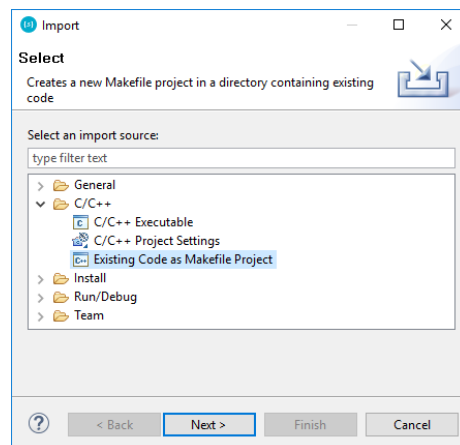 Import
Select
Creates a new Makefile project in a directory containing existing
code
Select an import source:
type filter text
General
C/C++
C/C++ Executable
C/C++ Project Settings
Existing Code as Makefile Project
Install
Run/Debug
Team
? < Back Next > Finish Cancel